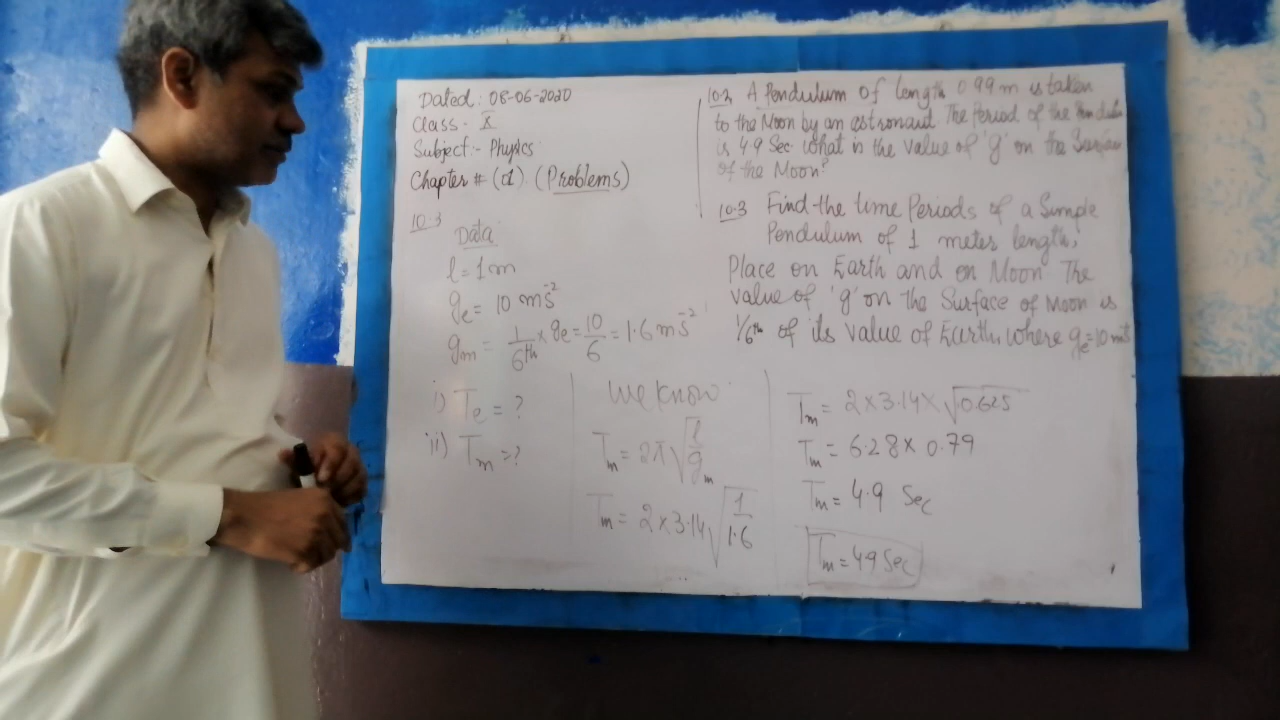 Dated: 08-06-2020
Class - X
Subject:- Physics
Chapter # (01) (Problems)
10.2 A Pendulum of length 0.99 m is taken
to the Moon by an astronaut. The Period of the Pendulum
is 4.9 Sec what is the value of 'g' on the Surface
of the Moon?
10.3 Find the time Periods of a Simple
Pendulum of 1 meter length,
Place on Earth and on Moon The
value of 'g' on the Surface of Moon is
1/6th of its value of Earth, where ge=10 ms
10.3
Data
l = 1m
ge = 10 ms⁻²
gm = 1/6th × ge = 10/6 = 1.6 ms⁻²
i) Te = ?
ii) Tm = ?
We know
Tm = 2π√(l/gm)
Tm = 2×3.14√(1/1.6)
Tm = 2×3.14×√0.625
Tm = 6.28 × 0.79
Tm = 4.9 Sec
Tm = 4.9 Sec